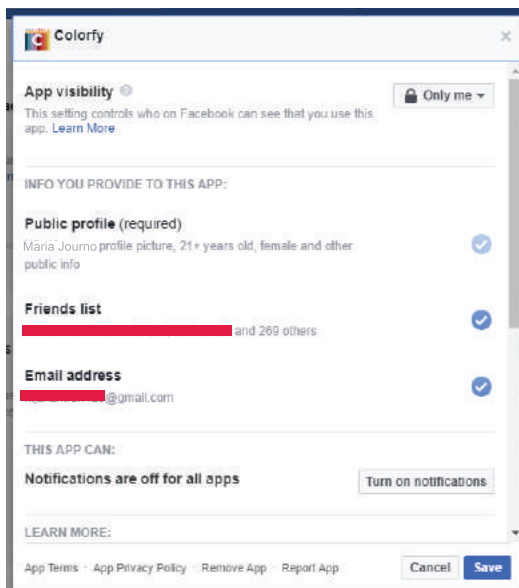 Colorfy
App visibility
Only me
This setting controls who on Facebook can see that you use this
app. Learn More
INFO YOU PROVIDE TO THIS APP:
Public profile (required)
Maria Journo profile picture, 21+ years old, female and other
public info
Friends list
and 269 others
Email address
@gmail.com
THIS APP CAN:
Notifications are off for all apps
Turn on notifications
LEARN MORE:
App Terms · App Privacy Policy · Remove App · Report App
Cancel
Save